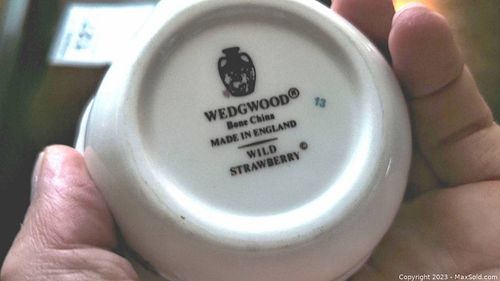 WEDGWOOD®
Bone China
MADE IN ENGLAND
WILD
STRAWBERRY©
13
Copyright 2023 - MaxSold.com